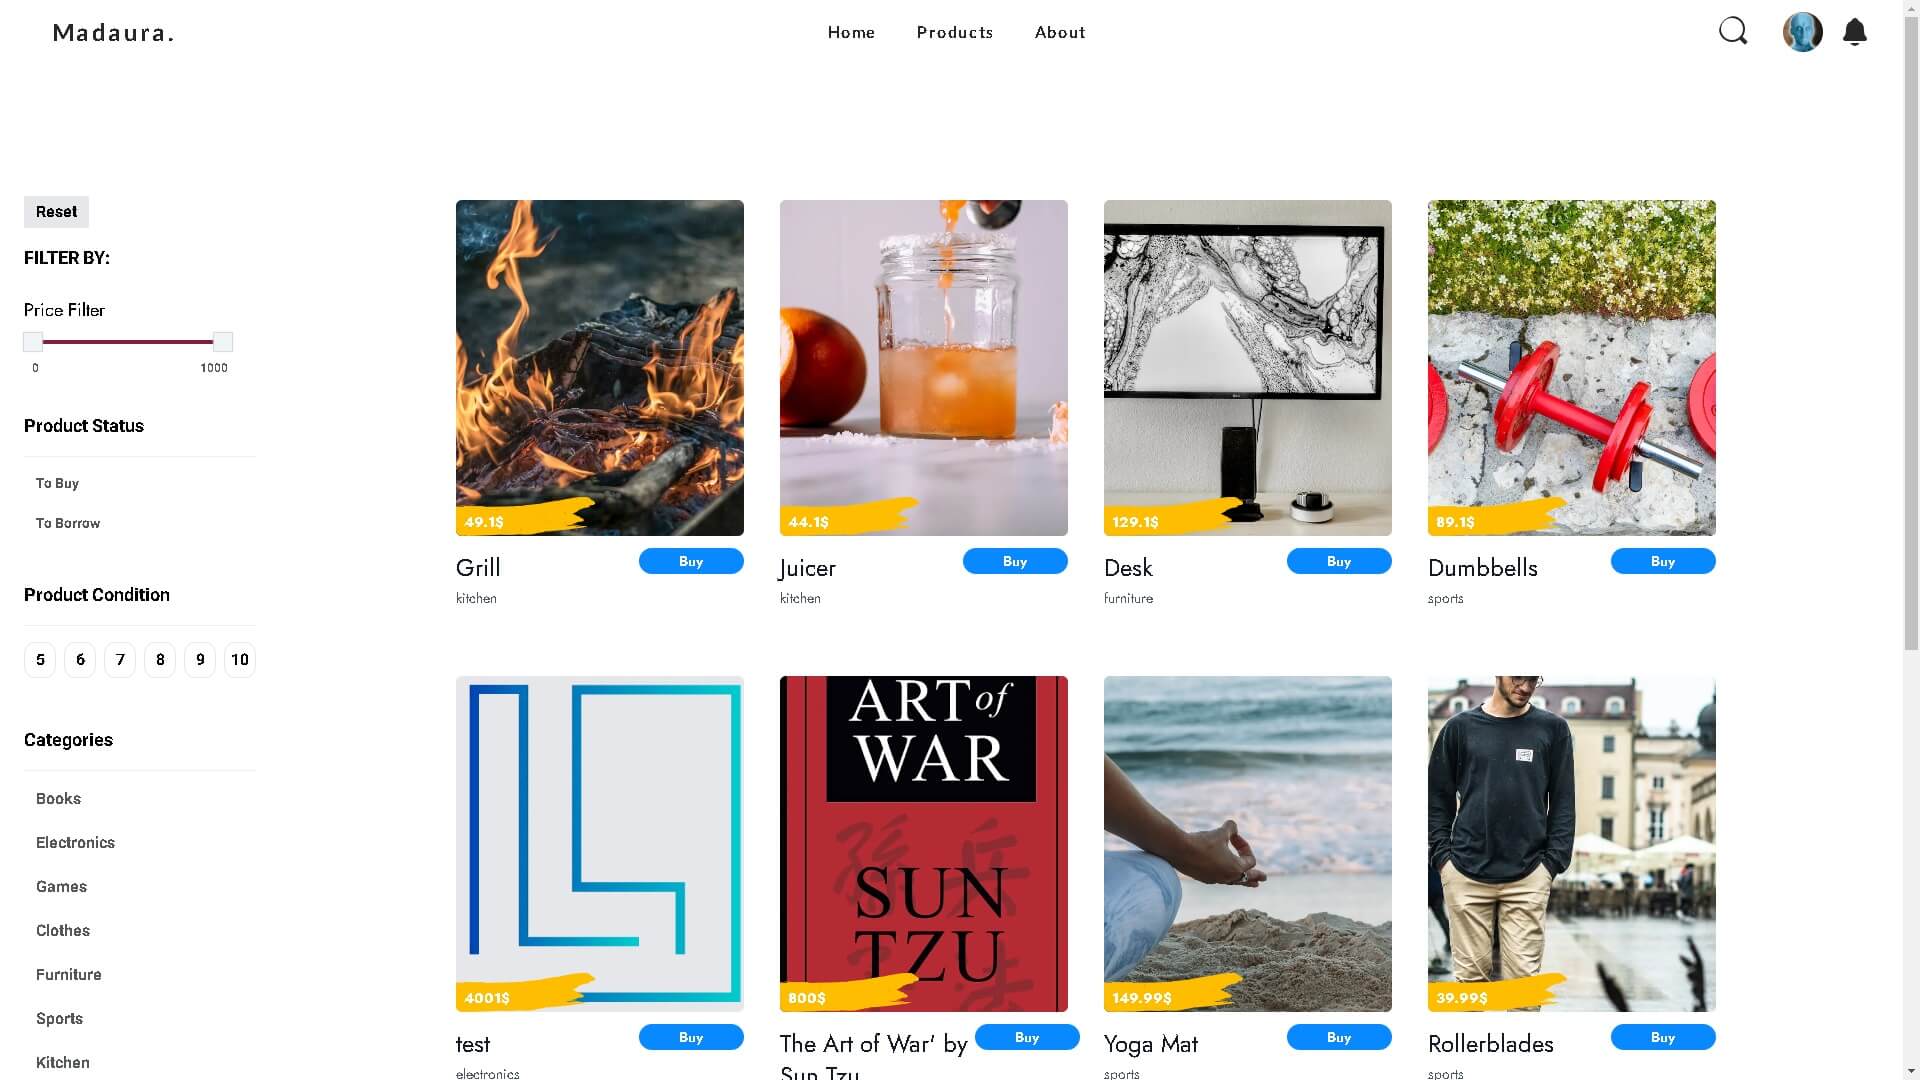 Madaura.
Home
Products
About
Reset
FILTER BY:
Price Filter
0
1000
Product Status
To Buy
To Borrow
Product Condition
5
6
7
8
9
10
Categories
Books
Electronics
Games
Clothes
Furniture
Sports
Kitchen
49.1$
Grill
Buy
kitchen
44.1$
Juicer
Buy
kitchen
129.1$
Desk
Buy
furniture
89.1$
Dumbbells
Buy
sports
4001$
test
Buy
electronics
ART of
WAR
孫 兵
SUN
TZU
法
800$
The Art of War' by
Sun Tzu
Buy
149.99$
Yoga Mat
Buy
sports
39.99$
Rollerblades
Buy
sports